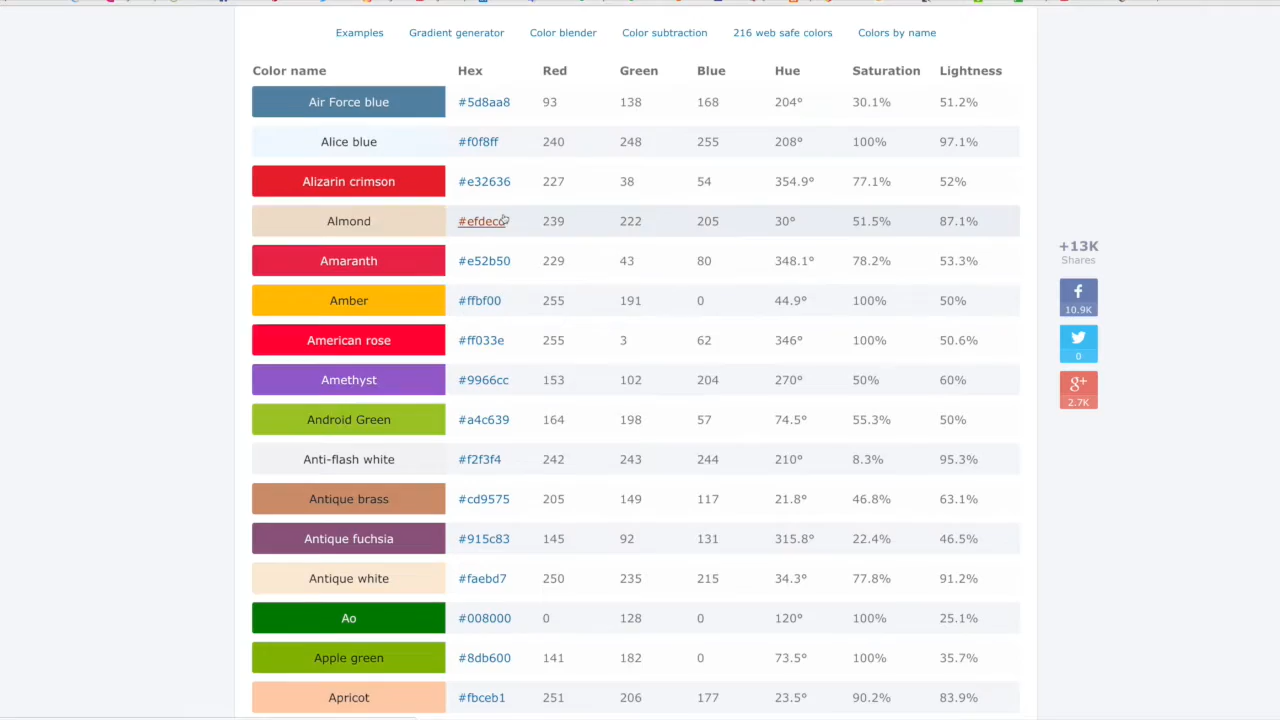 Examples Gradient generator Color blender Color subtraction 216 web safe colors Colors by name
Color name Hex Red Green Blue Hue Saturation Lightness
Air Force blue #5d8aa8 93 138 168 204° 30.1% 51.2%
Alice blue #f0f8ff 240 248 255 208° 100% 97.1%
Alizarin crimson #e32636 227 38 54 354.9° 77.1% 52%
Almond 239 222 205 30° 51.5% 87.1%
+13K
Shares
Amaranth #e52b50 229 43 80 348.1° 78.2% 53.3%
Amber #ffbf00 255 191 0 44.9° 100% 50%
10.9K
American rose #ff033e 255 3 62 346° 100% 50.6%
0
Amethyst #9966cc 153 102 204 270° 50% 60%
g+
2.7K
Android Green #a4c639 164 198 57 74.5° 55.3% 50%
Anti-flash white #f2f3f4 242 243 244 210° 8.3% 95.3%
Antique brass #cd9575 205 149 117 21.8° 46.8% 63.1%
Antique fuchsia #915c83 145 92 131 315.8° 22.4% 46.5%
Antique white #faebd7 250 235 215 34.3° 77.8% 91.2%
Ao #008000 0 128 0 120° 100% 25.1%
Apple green #8db600 141 182 0 73.5° 100% 35.7%
Apricot #fbceb1 251 206 177 23.5° 90.2% 83.9%